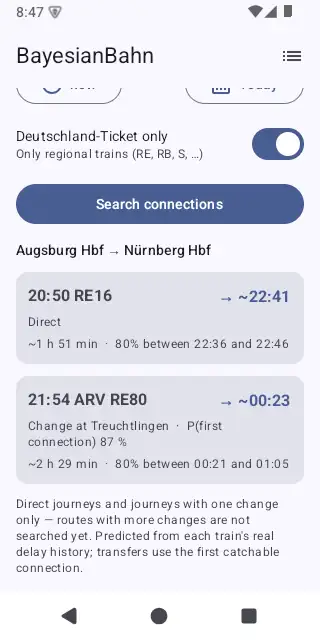 8:47
BayesianBahn
Deutschland-Ticket only
Only regional trains (RE, RB, S, …)
Search connections
Augsburg Hbf → Nürnberg Hbf
20:50 RE16 → ~22:41
Direct
~1 h 51 min · 80% between 22:36 and 22:46
21:54 ARV RE80 → ~00:23
Change at Treuchtlingen · P(first
connection) 87 %
~2 h 29 min · 80% between 00:21 and 01:05
Direct journeys and journeys with one change
only — routes with more changes are not
searched yet. Predicted from each train's real
delay history; transfers use the first catchable
connection.